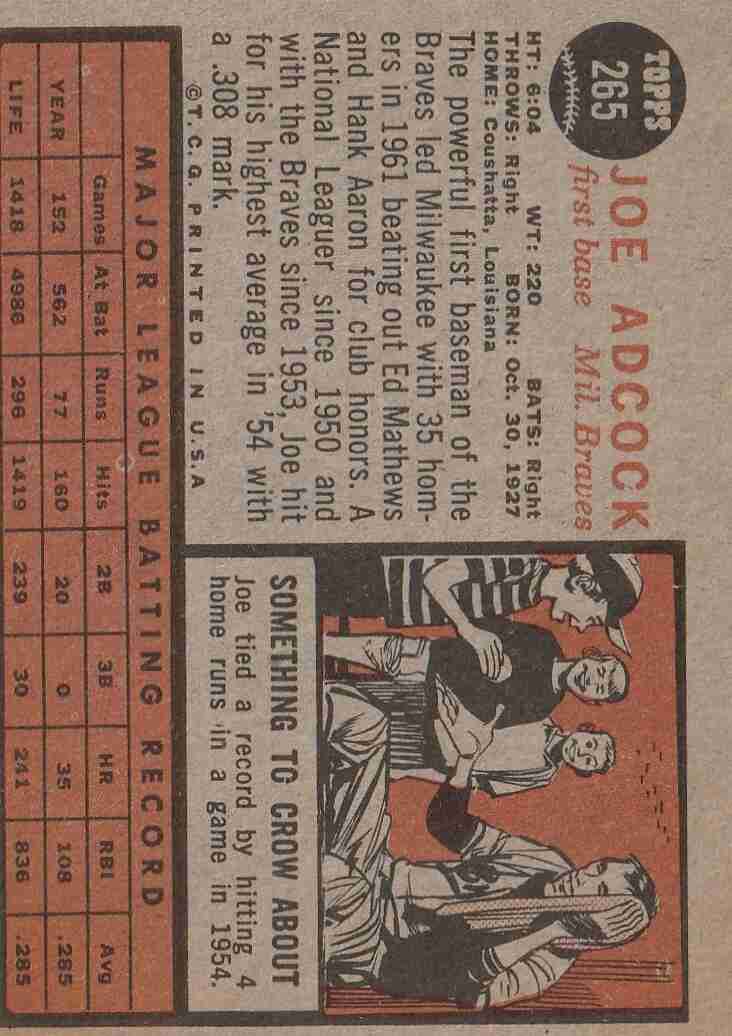 TOPPS
265
JOE ADCOCK
first base Mil. Braves
HT: 6:04 WT: 220 BATS: Right
THROWS: Right BORN: Oct. 30, 1927
HOME: Coushatta, Louisiana
The powerful first baseman of the
Braves led Milwaukee with 35 hom-
ers in 1961 beating out Ed Mathews
and Hank Aaron for club honors. A
National Leaguer since 1950 and
with the Braves since 1953, Joe hit
for his highest average in '54 with
a .308 mark.
©T.C.G. PRINTED IN U.S.A
SOMETHING TO CROW ABOUT
Joe tied a record by hitting 4
home runs in a game in 1954.
MAJOR LEAGUE BATTING RECORD
Games At Bat Runs Hits 2B 3B HR RBI Avg
YEAR 152 562 77 160 20 0 35 108 .285
LIFE 1418 4986 296 1419 239 30 241 836 .285